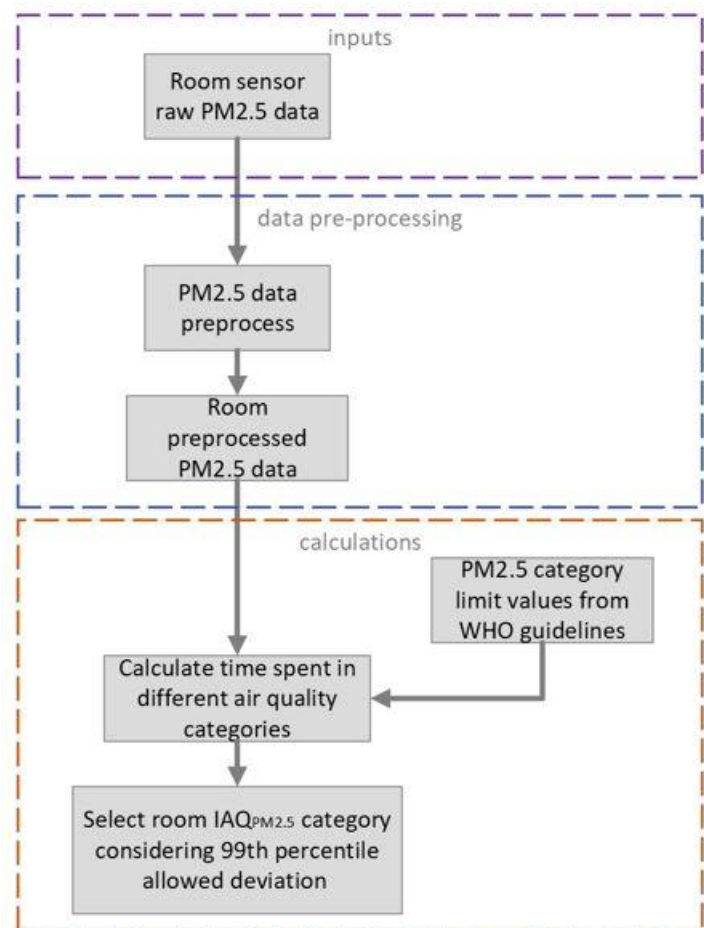 inputs
Room sensor
raw PM2.5 data
data pre-processing
PM2.5 data
preprocess
Room
preprocessed
PM2.5 data
calculations
PM2.5 category
limit values from
WHO guidelines
Calculate time spent in
different air quality
categories
Select room IAQPM2.5 category
considering 99th percentile
allowed deviation